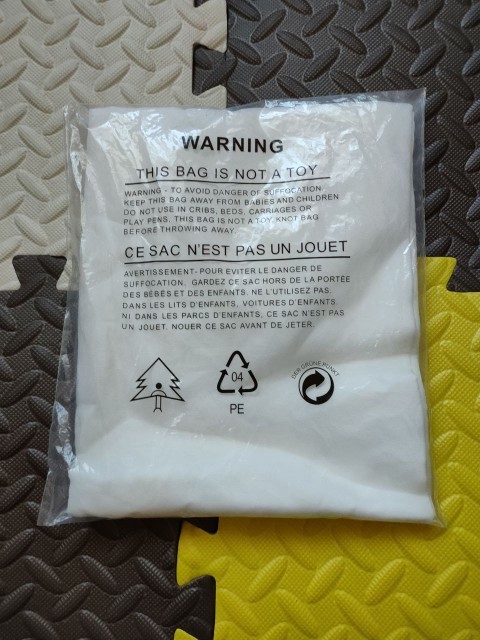 WARNING
THIS BAG IS NOT A TOY
WARNING - TO AVOID DANGER OF SUFFOCATION
KEEP THIS BAG AWAY FROM BABIES AND CHILDREN.
DO NOT USE IN CRIBS, BEDS, CARRIAGES OR
PLAY PENS. THIS BAG IS NOT A TOY. KNOT BAG
BEFORE THROWING AWAY.
CE SAC N'EST PAS UN JOUET
AVERTISSEMENT- POUR EVITER LE DANGER DE
SUFFOCATION. GARDEZ CE SAC HORS DE LA PORTÉE
DES BÉBÉS ET DES ENFANTS. NE L'UTILISEZ PAS.
DANS LES LITS D'ENFANTS, VOITURES D'ENFANTS.
NI DANS LES PARCS D'ENFANTS. CE SAC N'EST PAS
UN JOUET. NOUER CE SAC AVANT DE JETER.
04
PE
DER GRÜNE PUNKT